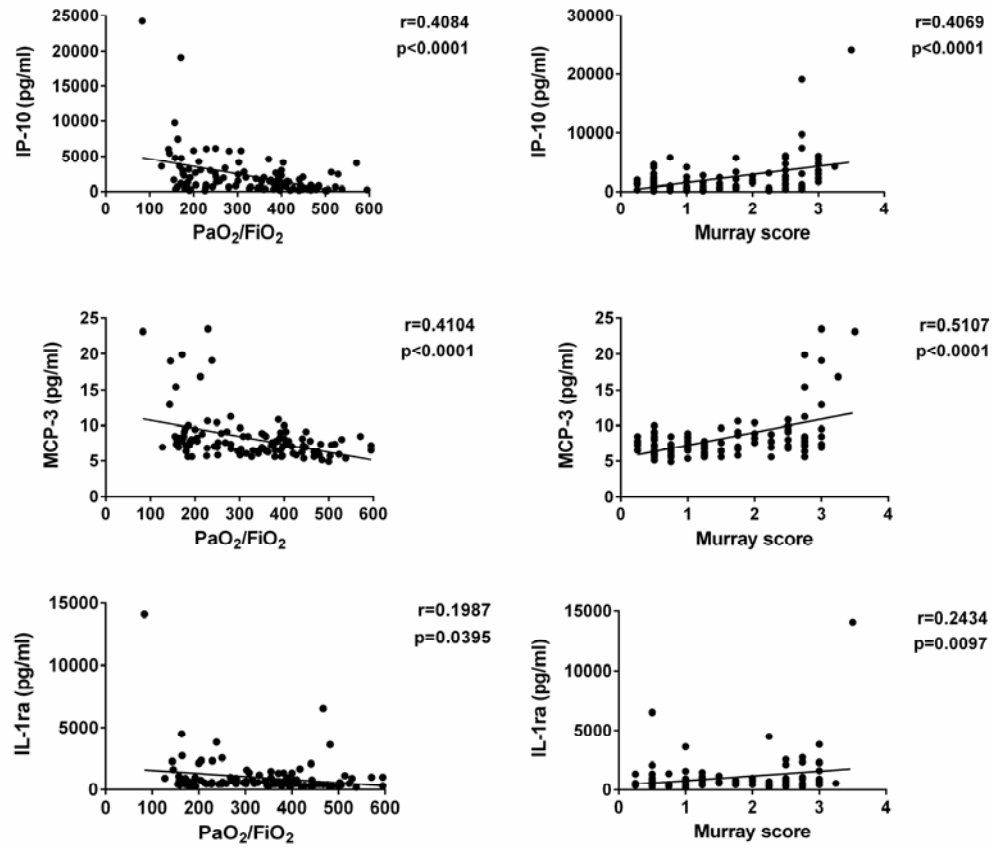 IP-10 (pg/ml)
25000
20000
15000
10000
5000
0
0 100 200 300 400 500 600
PaO₂/FiO₂
r=0.4084
p<0.0001
IP-10 (pg/ml)
30000
20000
10000
0
0 1 2 3 4
Murray score
r=0.4069
p<0.0001
MCP-3 (pg/ml)
25
20
15
10
5
0
0 100 200 300 400 500 600
PaO₂/FiO₂
r=0.4104
p<0.0001
MCP-3 (pg/ml)
25
20
15
10
5
0
0 1 2 3 4
Murray score
r=0.5107
p<0.0001
IL-1ra (pg/ml)
15000
10000
5000
0
0 100 200 300 400 500 600
PaO₂/FiO₂
r=0.1987
p=0.0395
IL-1ra (pg/ml)
15000
10000
5000
0
0 1 2 3 4
Murray score
r=0.2434
p=0.0097